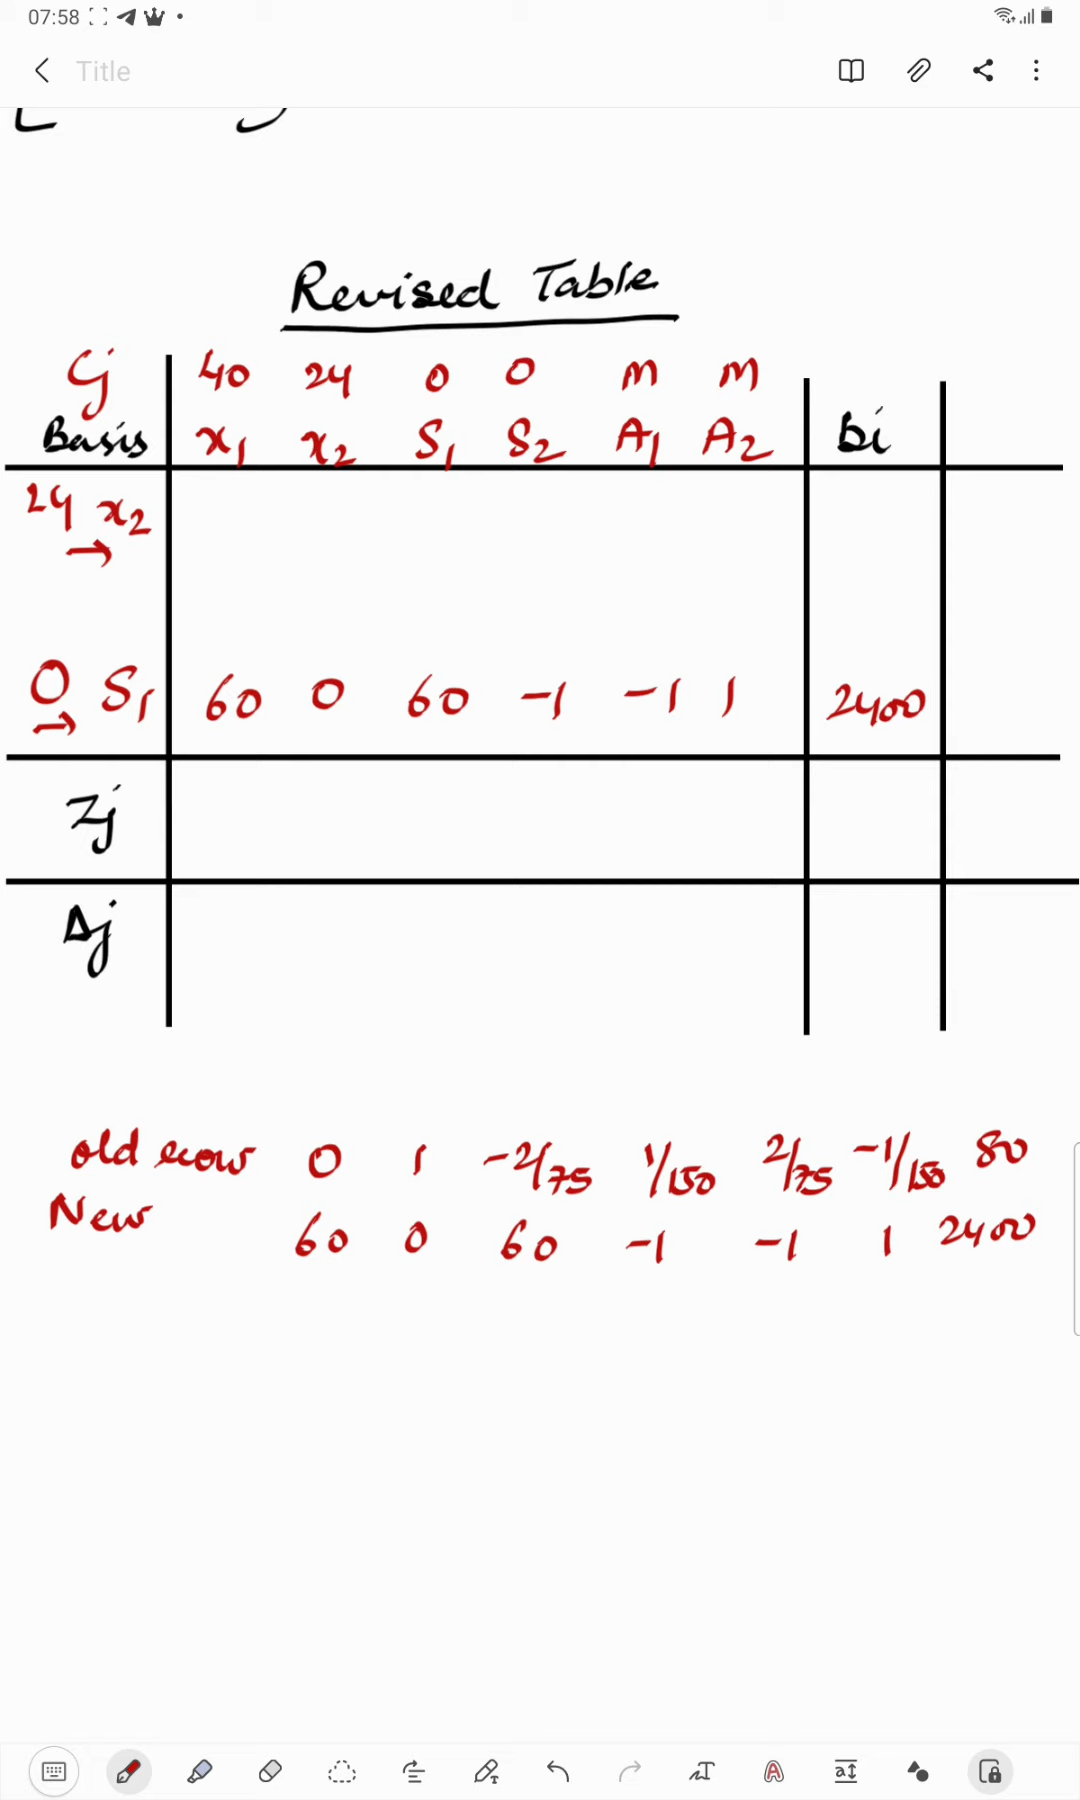 07:58
Title
Revised Table
Cj 40 24 0 0 M M
Basis x1 x2 S1 S2 A1 A2 bi
24 x2
0 S1 60 0 60 -1 -1 1 2400
Zj
Δj
old row 0 1 -2/75 1/150 2/75 -1/150 80
New 60 0 60 -1 -1 1 2400